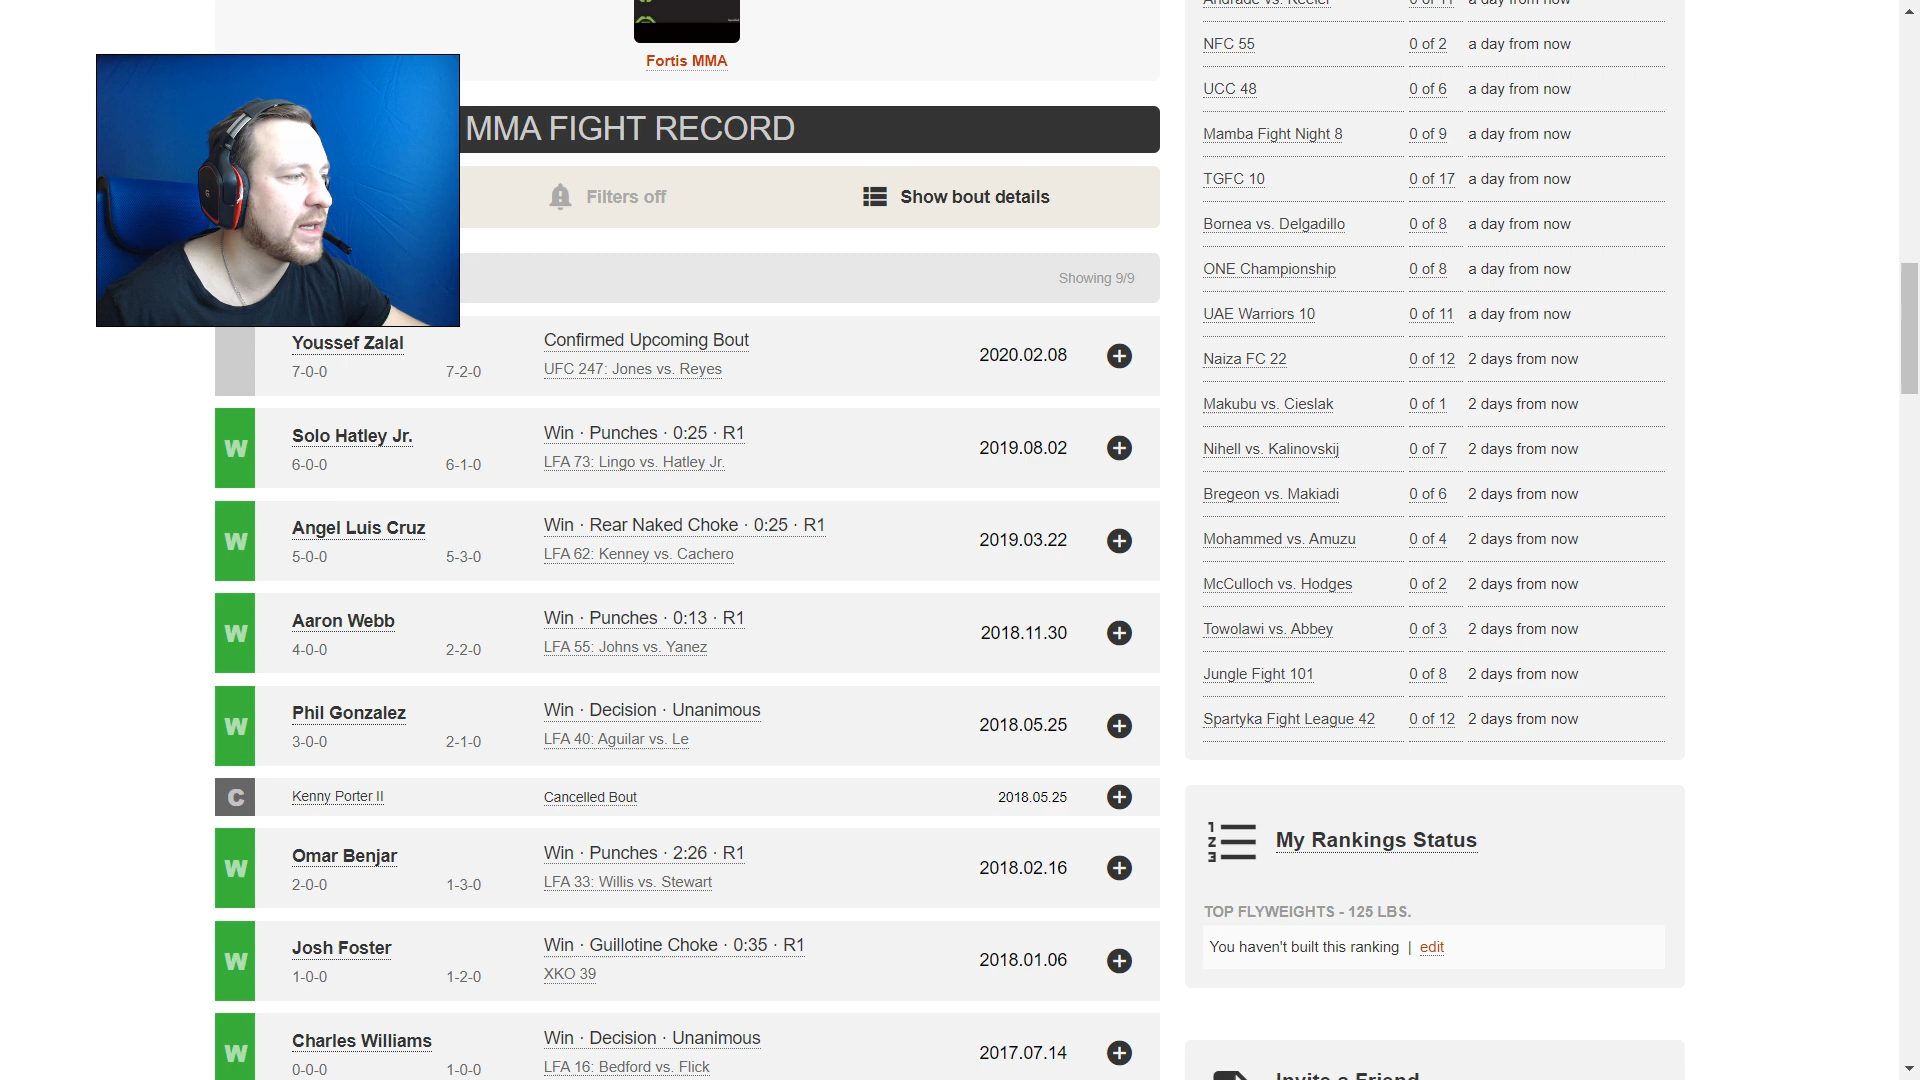 Fortis MMA
MMA FIGHT RECORD
Filters off
Show bout details
Showing 9/9
Youssef Zalal
7-0-0
7-2-0
Confirmed Upcoming Bout
UFC 247: Jones vs. Reyes
2020.02.08
W
Solo Hatley Jr.
6-0-0
6-1-0
Win · Punches · 0:25 · R1
LFA 73: Lingo vs. Hatley Jr.
2019.08.02
W
Angel Luis Cruz
5-0-0
5-3-0
Win · Rear Naked Choke · 0:25 · R1
LFA 62: Kenney vs. Cachero
2019.03.22
W
Aaron Webb
4-0-0
2-2-0
Win · Punches · 0:13 · R1
LFA 55: Johns vs. Yanez
2018.11.30
W
Phil Gonzalez
3-0-0
2-1-0
Win · Decision · Unanimous
LFA 40: Aguilar vs. Le
2018.05.25
C
Kenny Porter II
Cancelled Bout
2018.05.25
W
Omar Benjar
2-0-0
1-3-0
Win · Punches · 2:26 · R1
LFA 33: Willis vs. Stewart
2018.02.16
W
Josh Foster
1-0-0
1-2-0
Win · Guillotine Choke · 0:35 · R1
XKO 39
2018.01.06
W
Charles Williams
0-0-0
1-0-0
Win · Decision · Unanimous
LFA 16: Bedford vs. Flick
2017.07.14
Andrade vs. Keeler 0 of 11 a day from now
NFC 55 0 of 2 a day from now
UCC 48 0 of 6 a day from now
Mamba Fight Night 8 0 of 9 a day from now
TGFC 10 0 of 17 a day from now
Bornea vs. Delgadillo 0 of 8 a day from now
ONE Championship 0 of 8 a day from now
UAE Warriors 10 0 of 11 a day from now
Naiza FC 22 0 of 12 2 days from now
Makubu vs. Cieslak 0 of 1 2 days from now
Nihell vs. Kalinovskij 0 of 7 2 days from now
Bregeon vs. Makiadi 0 of 6 2 days from now
Mohammed vs. Amuzu 0 of 4 2 days from now
McCulloch vs. Hodges 0 of 2 2 days from now
Towolawi vs. Abbey 0 of 3 2 days from now
Jungle Fight 101 0 of 8 2 days from now
Spartyka Fight League 42 0 of 12 2 days from now
My Rankings Status
TOP FLYWEIGHTS - 125 LBS.
You haven't built this ranking | edit
Invite a Friend